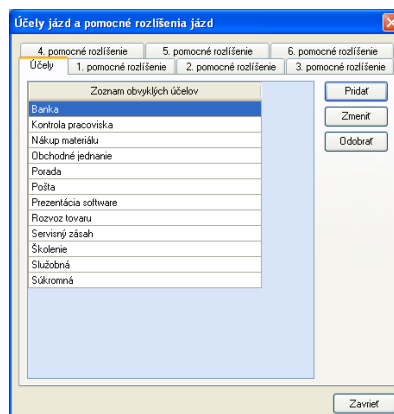 Účely jázd a pomocné rozlíšenia jázd
4. pomocné rozlíšenie 5. pomocné rozlíšenie 6. pomocné rozlíšenie
Účely 1. pomocné rozlíšenie 2. pomocné rozlíšenie 3. pomocné rozlíšenie
Zoznam obvyklých účelov
Pridať
Banka
Zmeniť
Kontrola pracoviska
Nákup materiálu
Odobrať
Obchodné jednanie
Porada
Pošta
Prezentácia software
Rozvoz tovaru
Servisný zásah
Školenie
Služobná
Súkromná
Zavrieť